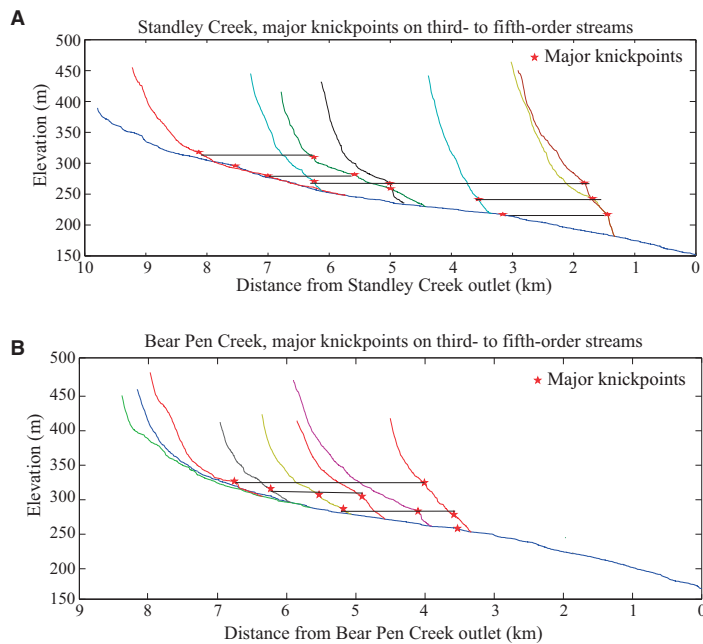 A
Standley Creek, major knickpoints on third- to fifth-order streams
Major knickpoints
500
450
400
350
300
250
200
150
Elevation (m)
10 9 8 7 6 5 4 3 2 1 0
Distance from Standley Creek outlet (km)
B
Bear Pen Creek, major knickpoints on third- to fifth-order streams
Major knickpoints
500
450
400
350
300
250
200
150
Elevation (m)
9 8 7 6 5 4 3 2 1 0
Distance from Bear Pen Creek outlet (km)